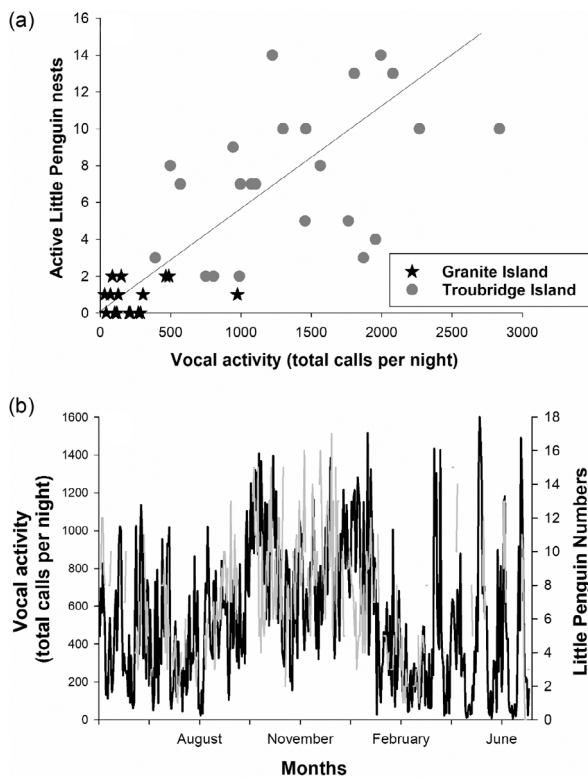 (a)
16
14
12
10
8
6
4
2
0
Active Little Penguin nests
0 500 1000 1500 2000 2500 3000
Vocal activity (total calls per night)
Granite Island
Troubridge Island
(b)
1600
1400
1200
1000
800
600
400
200
0
Vocal activity
(total calls per night)
18
16
14
12
10
8
6
4
2
0
Little Penguin Numbers
August November February June
Months